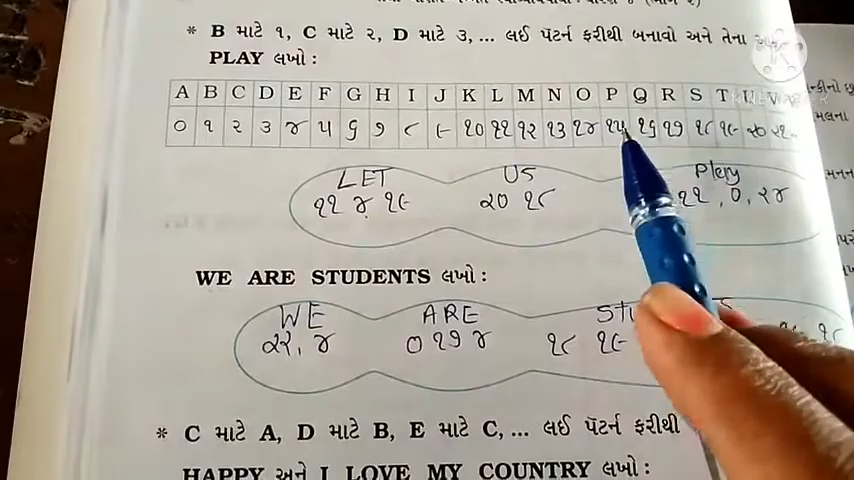 * B માટે ૧, C માટે ૨, D માટે ૩,... લઈ પૅટર્ન ફરીથી બનાવો અને તેના
PLAY લખો :
A B C D E F G H I J K L M N O P Q R S T U V
૦ ૧ ૨ ૩ ૪ ૫ ૬ ૭ ૮ ૯ ૧૦ ૧૧ ૧૨ ૧૩ ૧૪ ૧૫ ૧૬ ૧૭ ૧૮ ૧૯ ૨૦ ૨૧
LET US Play
૧૧ ૪ ૧૯ ૨૦ ૧૮ ૧૧, ૦, ૨૪
WE ARE STUDENTS લખો :
WE ARE
૨૨, ૪ ૦ ૧૭ ૪ ૧૮ ૧૯ ૧૮
* C માટે A, D માટે B, E માટે C, ... લઈ પૅટર્ન ફરીથી
HAPPY અને I LOVE MY COUNTRY લખો :